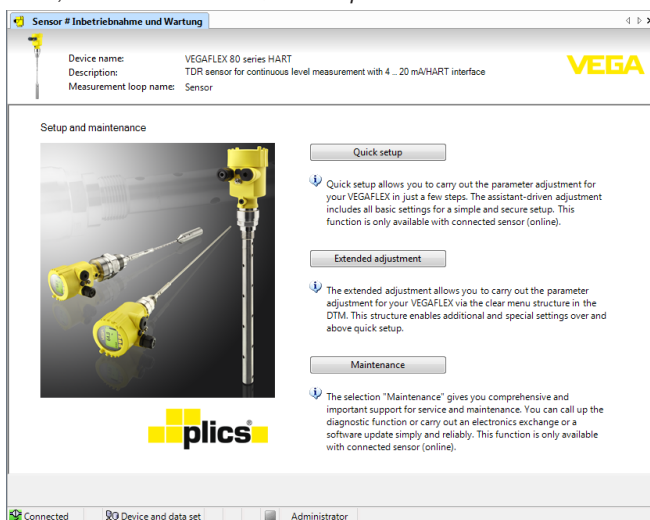 Sensor # Inbetriebnahme und Wartung
Device name: VEGAFLEX 80 series HART
Description: TDR sensor for continuous level measurement with 4 .. 20 mA/HART interface
Measurement loop name: Sensor
VEGA
Setup and maintenance
Quick setup
Quick setup allows you to carry out the parameter adjustment for
your VEGAFLEX in just a few steps. The assistant-driven adjustment
includes all basic settings for a simple and secure setup. This
function is only available with connected sensor (online).
Extended adjustment
The extended adjustment allows you to carry out the parameter
adjustment for your VEGAFLEX via the clear menu structure in the
DTM. This structure enables additional and special settings over and
above quick setup.
Maintenance
The selection "Maintenance" gives you comprehensive and
important support for service and maintenance. You can call up the
diagnostic function or carry out an electronics exchange or a
software update simply and reliably. This function is only available
with connected sensor (online).
plics®
Connected Device and data set Administrator